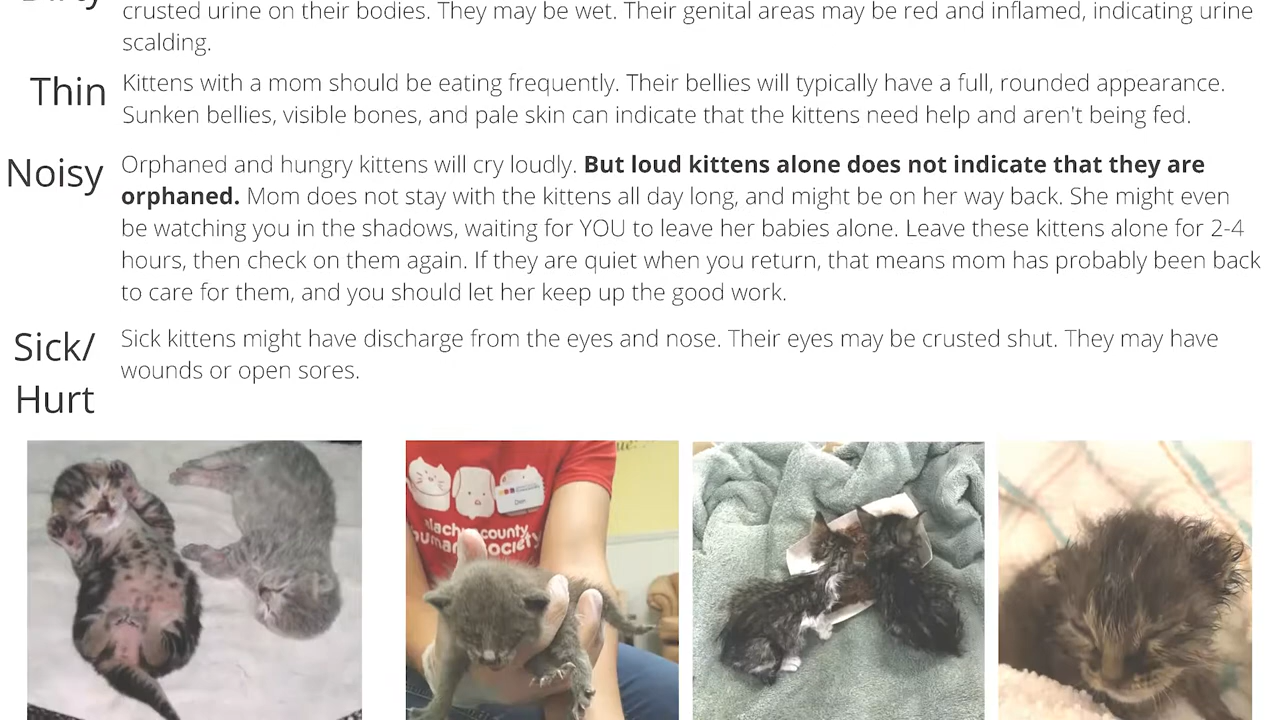 Dirty
crusted urine on their bodies. They may be wet. Their genital areas may be red and inflamed, indicating urine
scalding.
Thin
Kittens with a mom should be eating frequently. Their bellies will typically have a full, rounded appearance.
Sunken bellies, visible bones, and pale skin can indicate that the kittens need help and aren't being fed.
Noisy
Orphaned and hungry kittens will cry loudly. But loud kittens alone does not indicate that they are
orphaned. Mom does not stay with the kittens all day long, and might be on her way back. She might even
be watching you in the shadows, waiting for YOU to leave her babies alone. Leave these kittens alone for 2-4
hours, then check on them again. If they are quiet when you return, that means mom has probably been back
to care for them, and you should let her keep up the good work.
Sick/
Hurt
Sick kittens might have discharge from the eyes and nose. Their eyes may be crusted shut. They may have
wounds or open sores.
lachua county
umane society